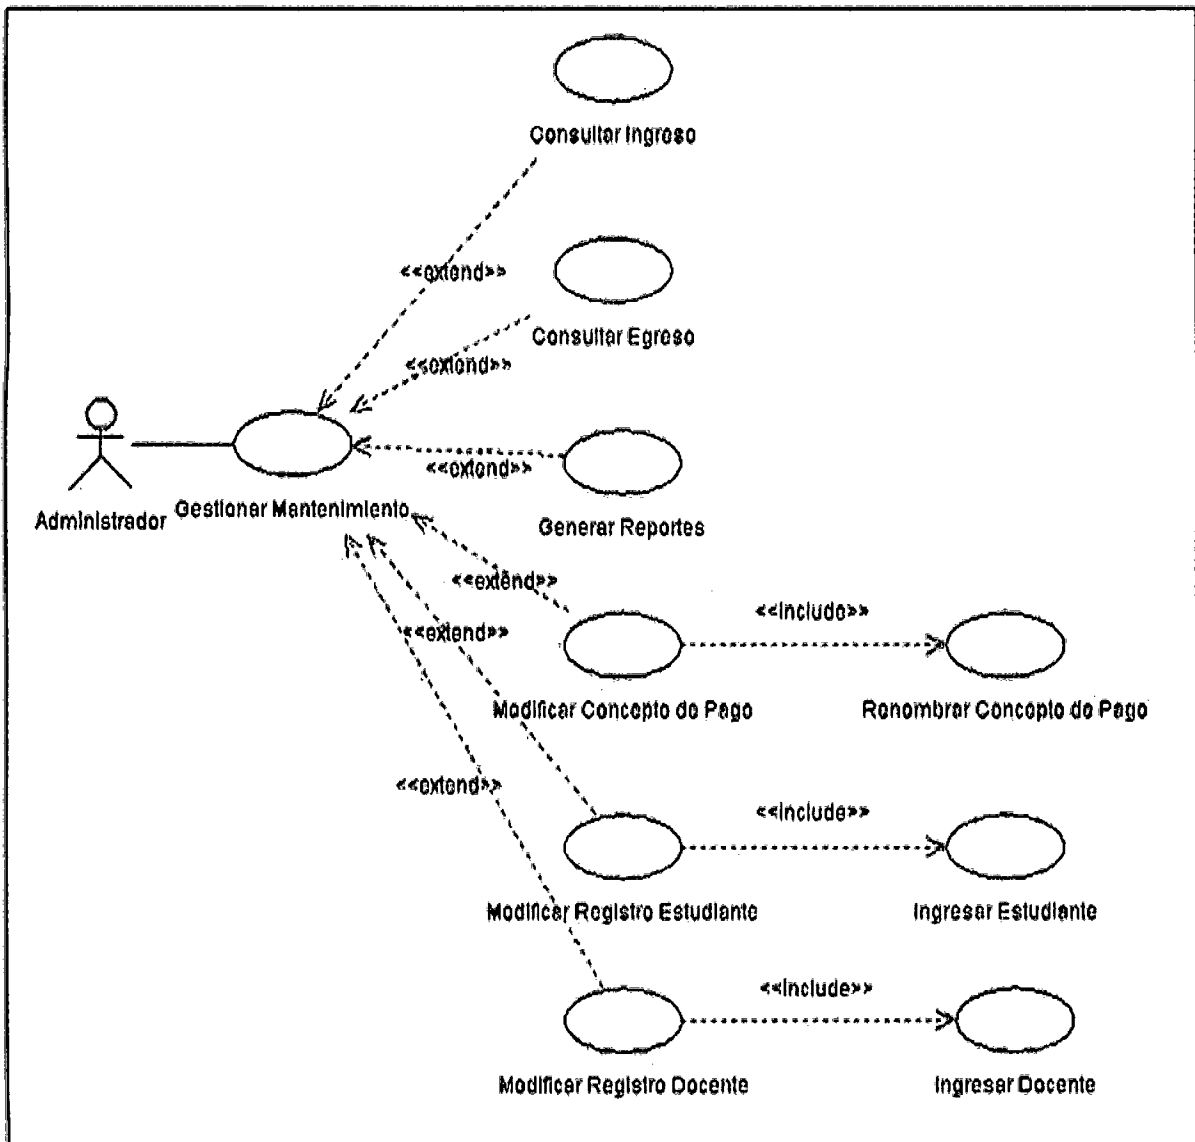 Consultar Ingreso
<<extend>>
Consultar Egreso
<<extend>>
<<extend>>
Generar Reportes
Administrador
Gestionar Mantenimiento
<<extend>>
<<include>>
<<extend>>
Modificar Concepto de Pago
Renombrar Concepto de Pago
<<extend>>
<<include>>
Modificar Registro Estudiante
Ingresar Estudiante
<<include>>
Modificar Registro Docente
Ingresar Docente